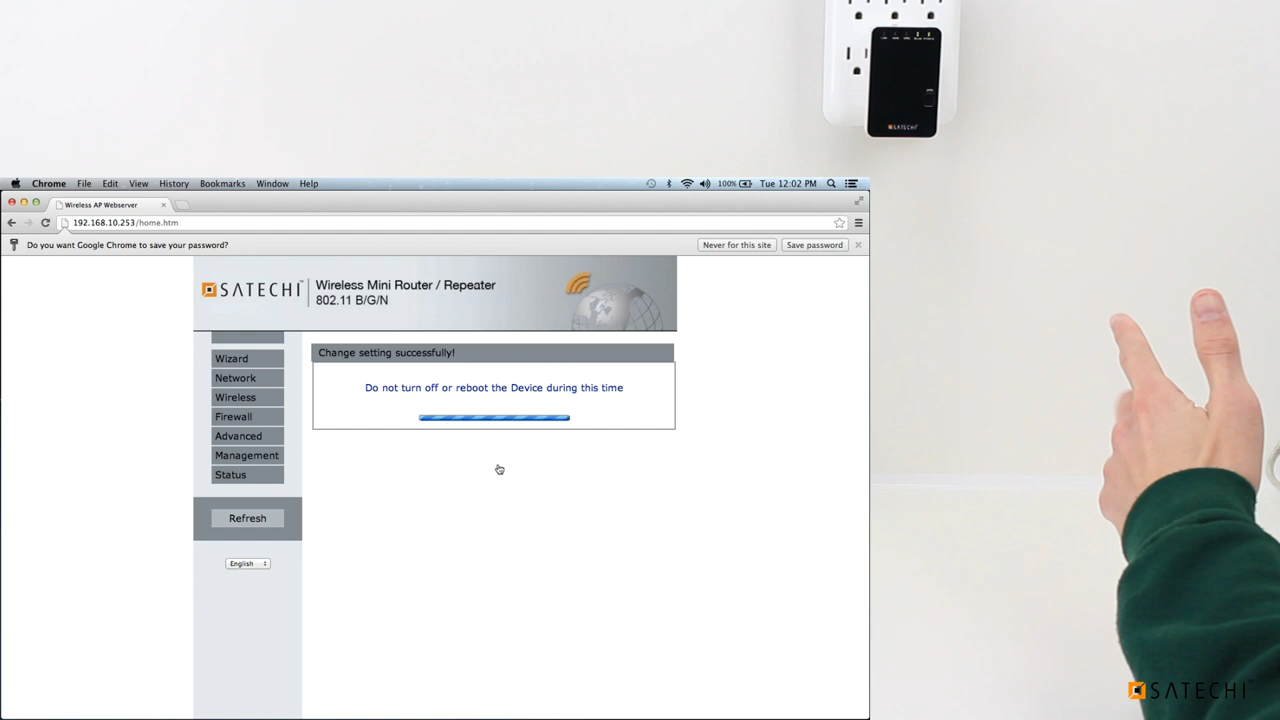 SATECHI
Chrome File Edit View History Bookmarks Window Help 100% Tue 12:02 PM
Wireless AP Webserver
192.168.10.253/home.htm
Do you want Google Chrome to save your password? Never for this site Save password
SATECHI™ Wireless Mini Router / Repeater
802.11 B/G/N
Change setting successfully!
Do not turn off or reboot the Device during this time
Wizard
Network
Wireless
Firewall
Advanced
Management
Status
Refresh
English
SATECHI™